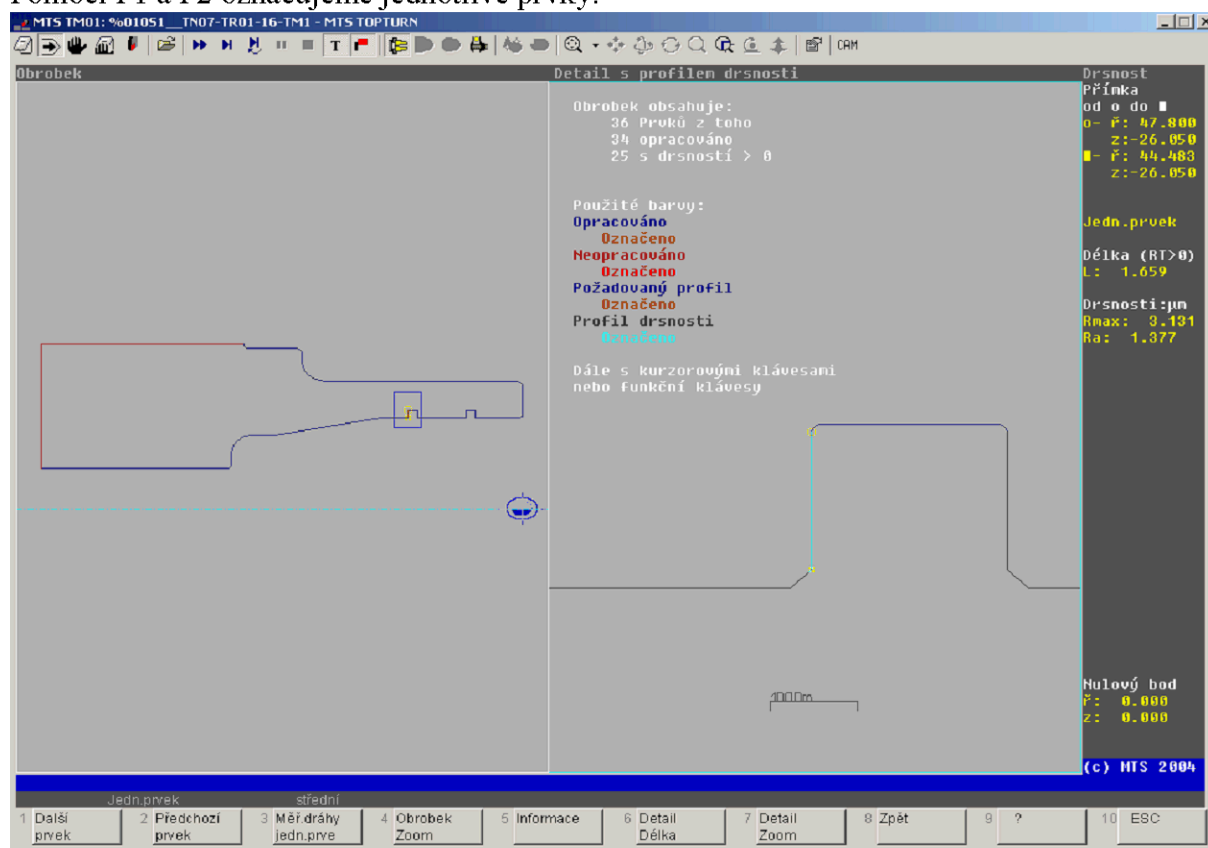 Pomocí F1 a F2 označujeme jednotlivé prvky.
MTS TM01: %01051__TN07-TR01-16-TM1 - MTS TOPTURN
T CAM
Obrobek
Detail s profilem drsnosti
Drsnost
Přímka
od o do ■
o- ř: 47.800
z:-26.050
■- ř: 44.483
z:-26.050
Jedn.prvek
Délka (RT>0)
L: 1.659
Drsnosti:µm
Rmax: 3.131
Ra: 1.377
Obrobek obsahuje:
36 Prvků z toho
34 opracováno
25 s drsností > 0
Použité barvy:
Opracováno
Označeno
Neopracováno
Označeno
Požadovaný profil
Označeno
Profil drsnosti
Označeno
Dále s kurzorovými klávesami
nebo funkční klávesy
Nulový bod
ř: 0.000
z: 0.000
(c) MTS 2004
Jedn.prvek střední
1 Další prvek
2 Předchozí prvek
3 Měř.dráhy jedn.prve
4 Obrobek Zoom
5 Informace
6 Detail Délka
7 Detail Zoom
8 Zpět
9 ?
10 ESC